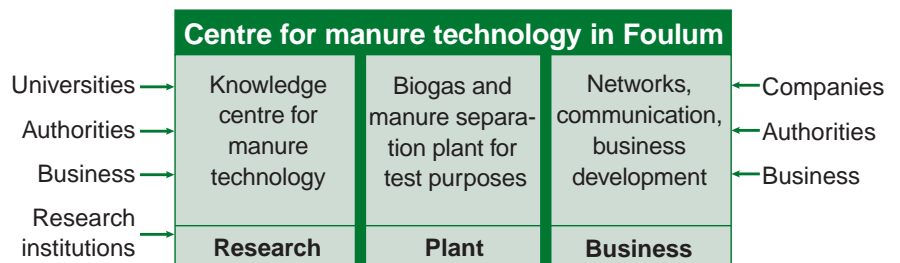 Centre for manure technology in Foulum
Universities
Authorities
Business
Research
institutions
Knowledge
centre for
manure
technology
Research
Biogas and
manure separa-
tion plant for
test purposes
Plant
Networks,
communication,
business
development
Business
Companies
Authorities
Business